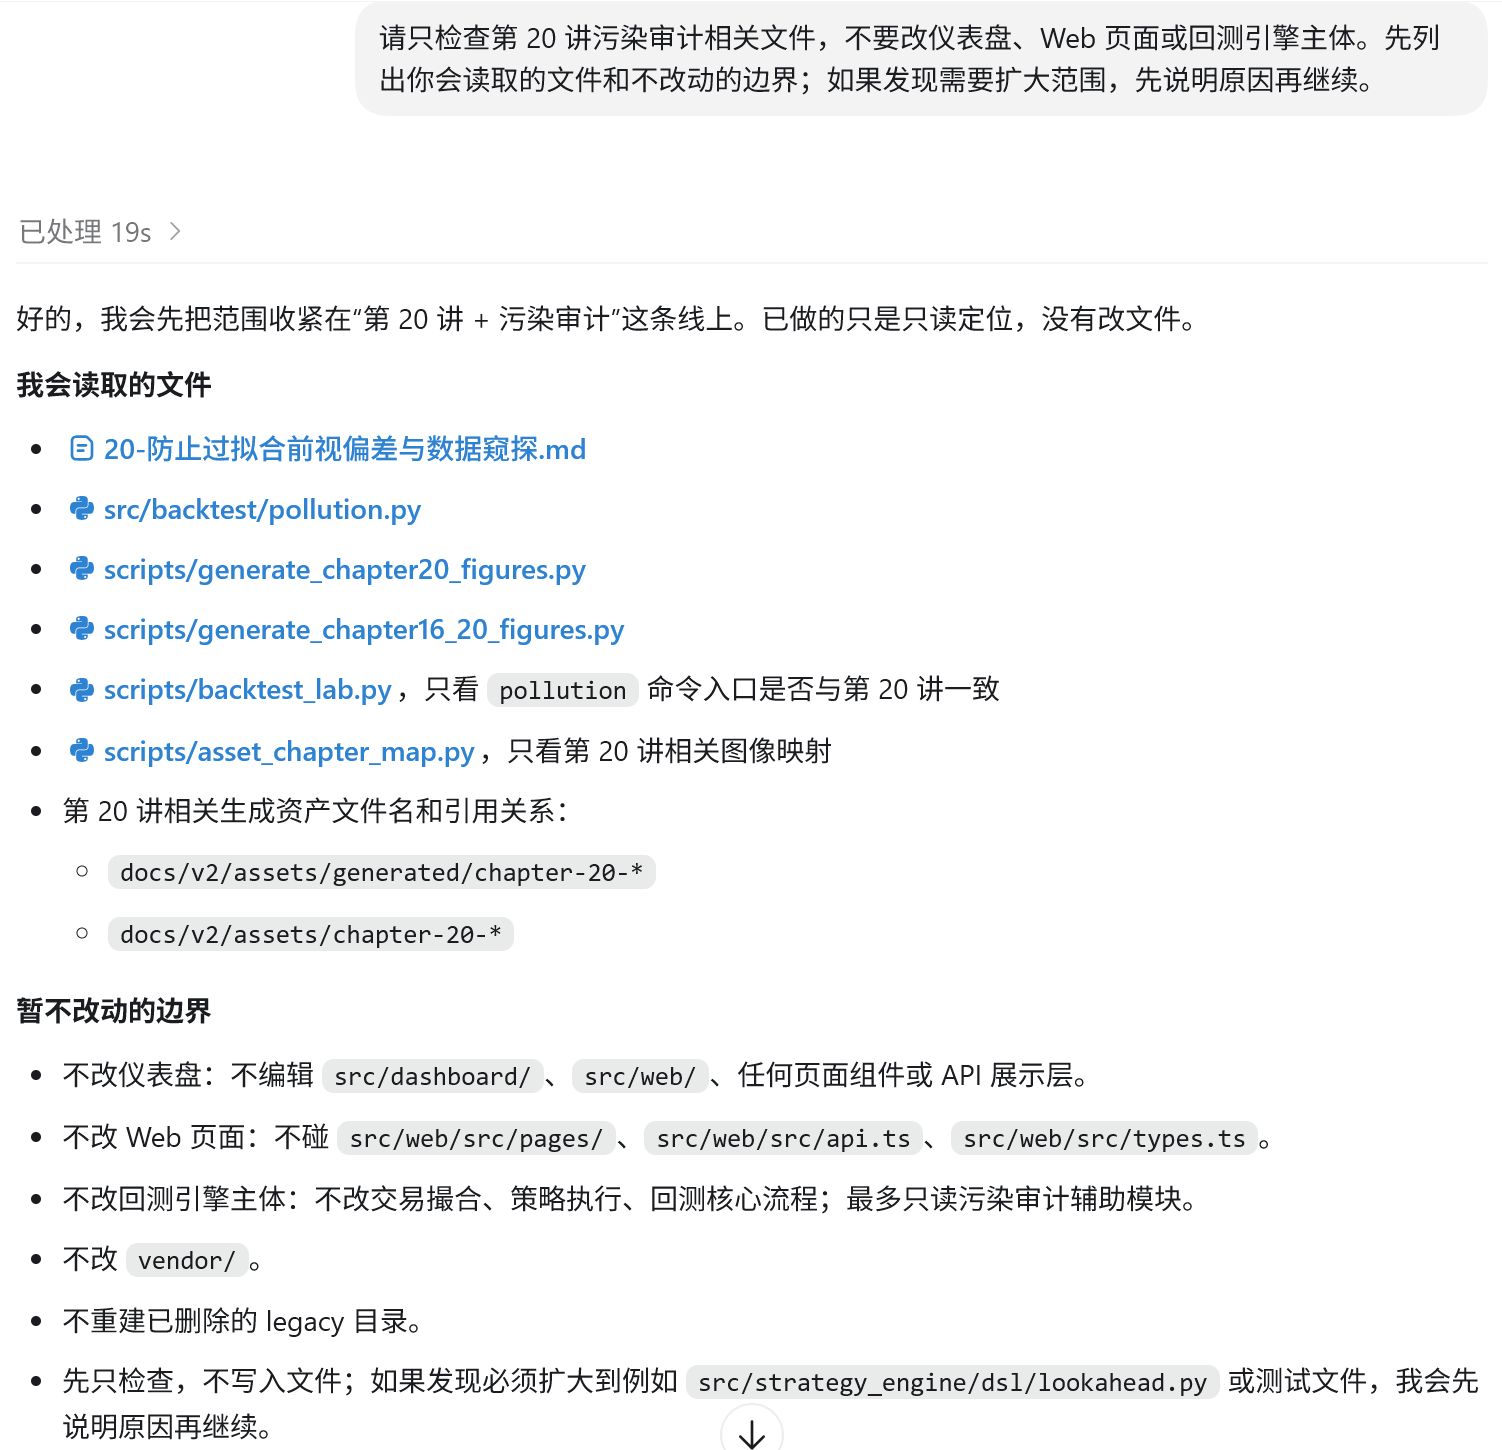 请只检查第 20 讲污染审计相关文件，不要改仪表盘、Web 页面或回测引擎主体。先列
出你会读取的文件和不改动的边界；如果发现需要扩大范围，先说明原因再继续。
已处理 19s
好的，我会先把范围收紧在“第 20 讲 + 污染审计”这条线上。已做的只是只读定位，没有改文件。
我会读取的文件
20-防止过拟合前视偏差与数据窥探.md
src/backtest/pollution.py
scripts/generate_chapter20_figures.py
scripts/generate_chapter16_20_figures.py
scripts/backtest_lab.py，只看 pollution 命令入口是否与第 20 讲一致
scripts/asset_chapter_map.py，只看第 20 讲相关图像映射
第 20 讲相关生成资产文件名和引用关系：
docs/v2/assets/generated/chapter-20-*
docs/v2/assets/chapter-20-*
暂不改动的边界
不改仪表盘：不编辑 src/dashboard/、src/web/、任何页面组件或 API 展示层。
不改 Web 页面：不碰 src/web/src/pages/、src/web/src/api.ts、src/web/src/types.ts。
不改回测引擎主体：不改交易撮合、策略执行、回测核心流程；最多只读污染审计辅助模块。
不改 vendor/。
不重建已删除的 legacy 目录。
先只检查，不写入文件；如果发现必须扩大到例如 src/strategy_engine/dsl/lookahead.py 或测试文件，我会先
说明原因再继续。